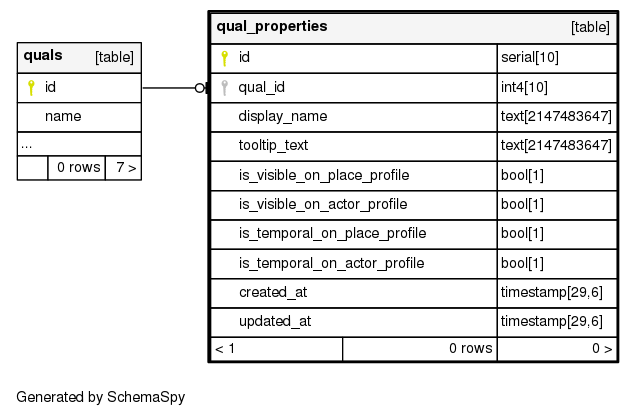 quals [table]
id
name
...
0 rows 7 >
qual_properties [table]
id serial[10]
qual_id int4[10]
display_name text[2147483647]
tooltip_text text[2147483647]
is_visible_on_place_profile bool[1]
is_visible_on_actor_profile bool[1]
is_temporal_on_place_profile bool[1]
is_temporal_on_actor_profile bool[1]
created_at timestamp[29,6]
updated_at timestamp[29,6]
< 1 0 rows 0 >
Generated by SchemaSpy